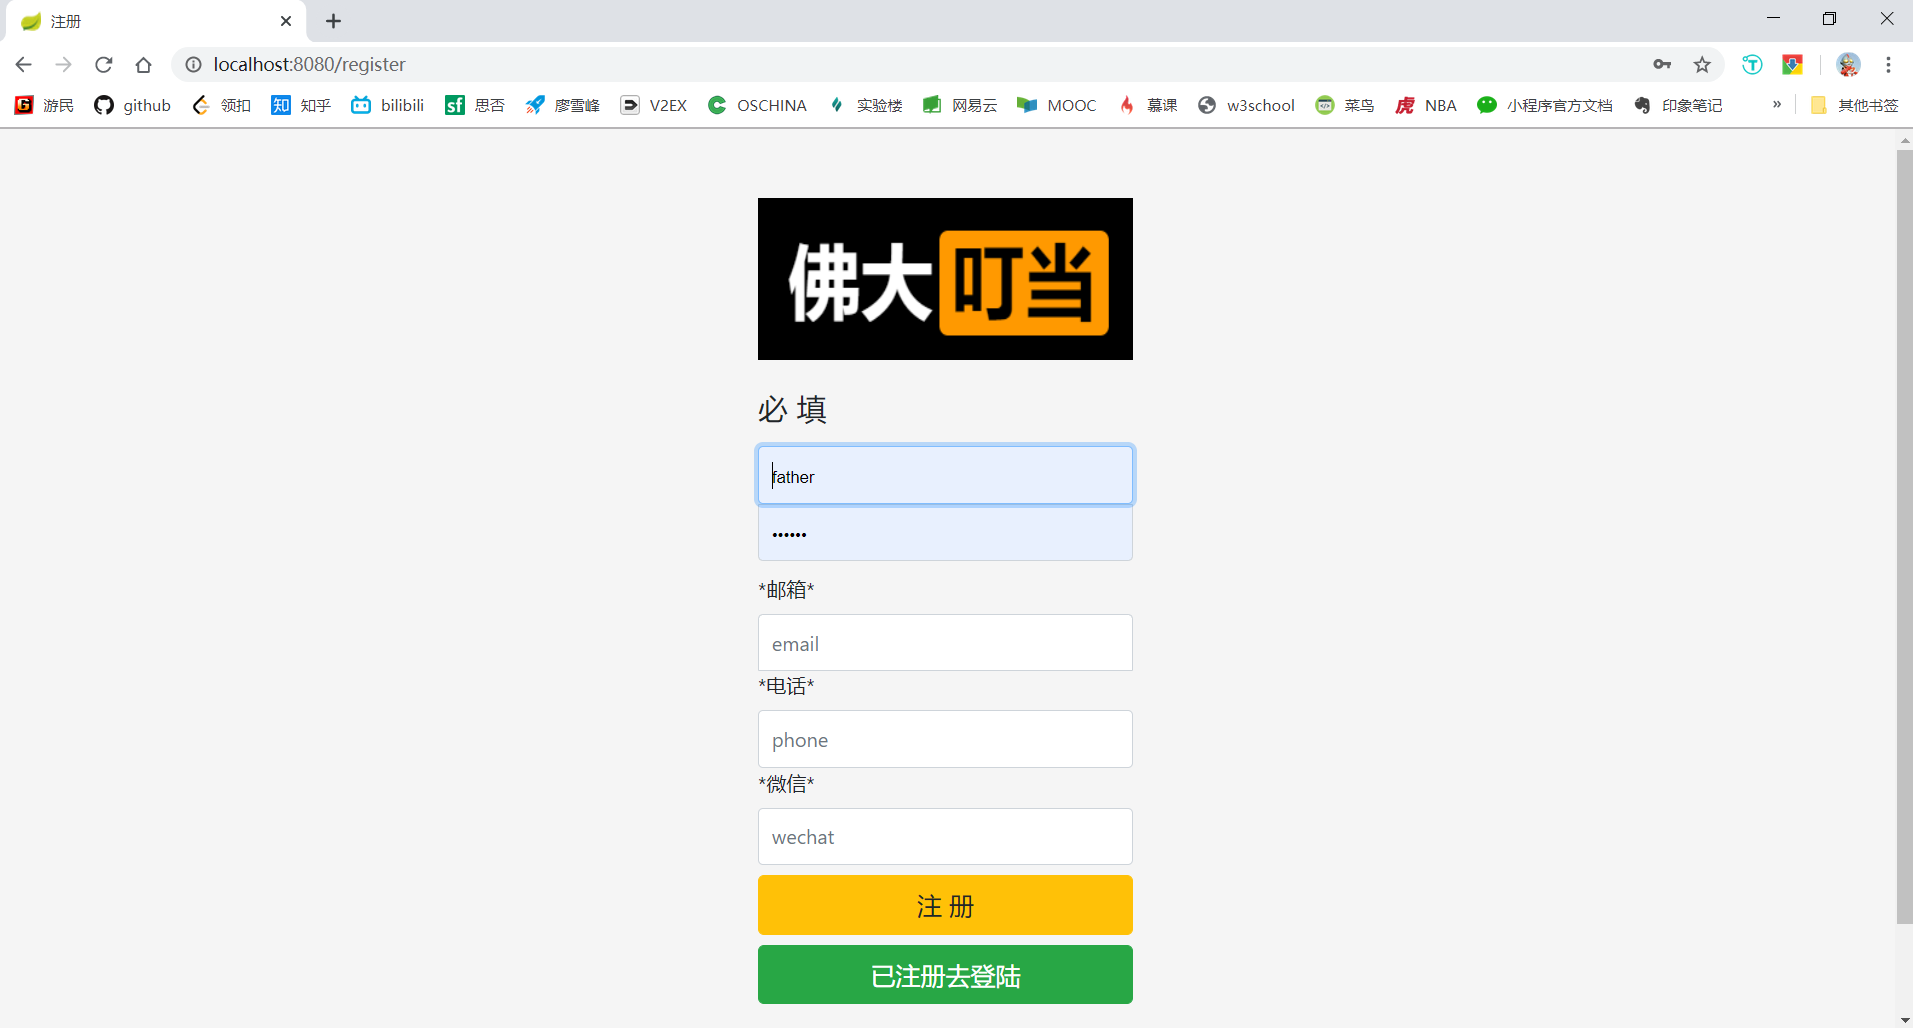 注册
localhost:8080/register
游民 github 领扣 知乎 bilibili 思否 廖雪峰 V2EX OSCHINA 实验楼 网易云 MOOC 慕课 w3school 菜鸟 NBA 小程序官方文档 印象笔记 » 其他书签
佛大叮当
必 填
father
••••••
*邮箱*
email
*电话*
phone
*微信*
wechat
注 册
已注册去登陆